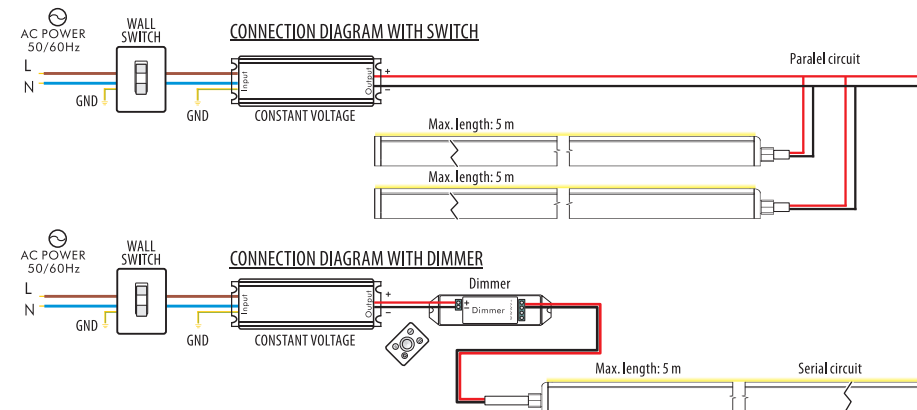 AC POWER
50/60Hz
L
N
GND
WALL
SWITCH
GND
CONNECTION DIAGRAM WITH SWITCH
Input
Output
+
–
CONSTANT VOLTAGE
Paralel circuit
Max. length: 5 m
Max. length: 5 m
AC POWER
50/60Hz
L
N
GND
WALL
SWITCH
GND
CONNECTION DIAGRAM WITH DIMMER
Input
Output
+
–
CONSTANT VOLTAGE
Dimmer
+
–
Dimmer
Max. length: 5 m
Serial circuit